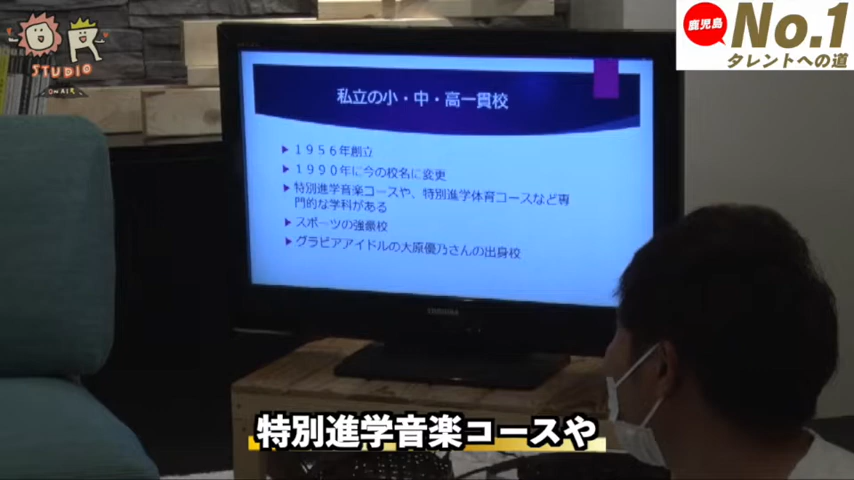 OR
STUDIO
ON AIR
鹿児島
No.1
タレントへの道
私立の小・中・高一貫校
１９５６年創立
１９９０年に今の校名に変更
特別進学音楽コースや、特別進学体育コースなど専
門的な学科がある
スポーツの強豪校
グラビアアイドルの大原優乃さんの出身校
TOSHIBA
特別進学音楽コースや